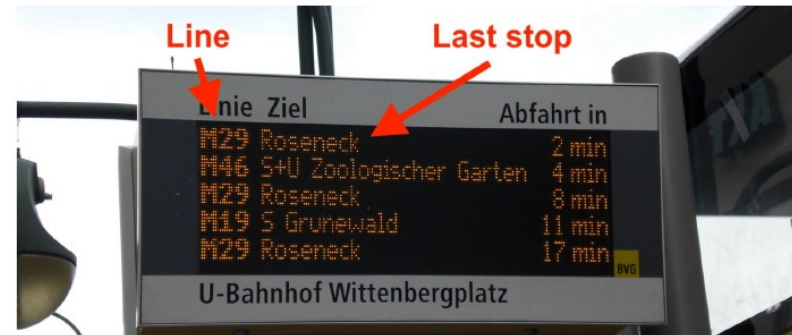 Line Last stop
Linie Ziel Abfahrt in
M29 Roseneck 2 min
M46 S+U Zoologischer Garten 4 min
M29 Roseneck 8 min
M19 S Grunewald 11 min
M29 Roseneck 17 min
BVG
U-Bahnhof Wittenbergplatz